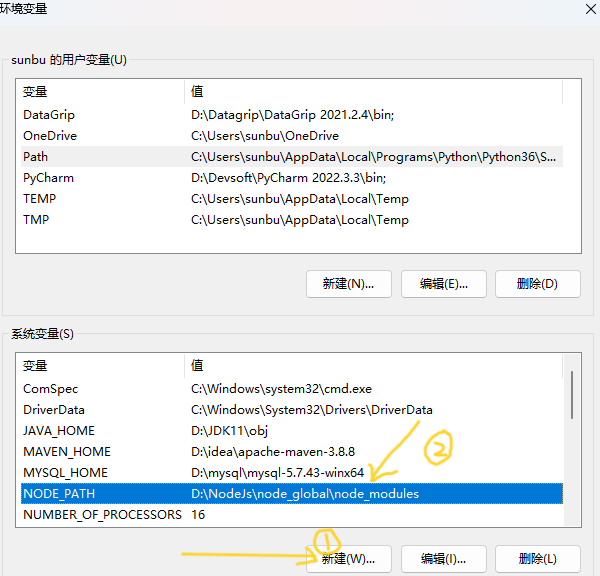 环境变量
sunbu 的用户变量(U)
变量 值
DataGrip D:\Datagrip\DataGrip 2021.2.4\bin;
OneDrive C:\Users\sunbu\OneDrive
Path C:\Users\sunbu\AppData\Local\Programs\Python\Python36\S...
PyCharm D:\Devsoft\PyCharm 2022.3.3\bin;
TEMP C:\Users\sunbu\AppData\Local\Temp
TMP C:\Users\sunbu\AppData\Local\Temp
新建(N)... 编辑(E)... 删除(D)
系统变量(S)
变量 值
ComSpec C:\Windows\system32\cmd.exe
DriverData C:\Windows\System32\Drivers\DriverData
JAVA_HOME D:\JDK11\obj
MAVEN_HOME D:\idea\apache-maven-3.8.8
②
MYSQL_HOME D:\mysql\mysql-5.7.43-winx64
NODE_PATH D:\NodeJs\node_global\node_modules
NUMBER_OF_PROCESSORS 16
①
新建(W)... 编辑(I)... 删除(L)